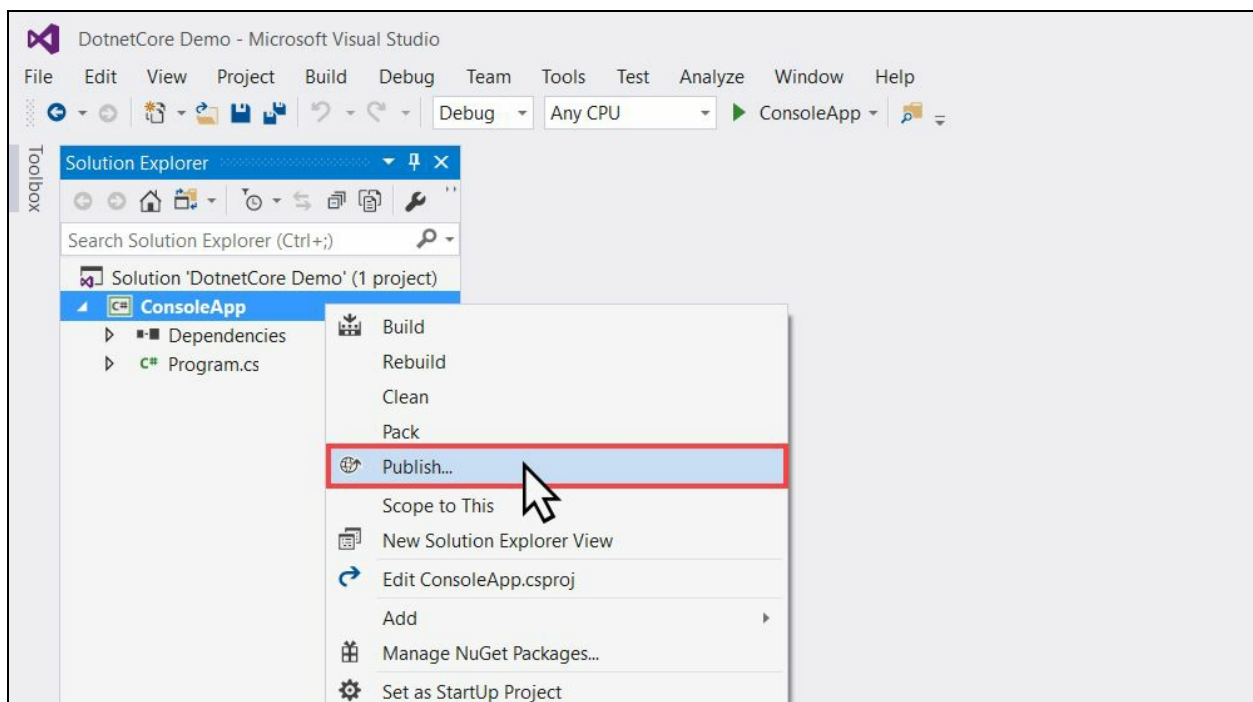 DotnetCore Demo - Microsoft Visual Studio
File Edit View Project Build Debug Team Tools Test Analyze Window Help
Debug Any CPU ConsoleApp
Toolbox
Solution Explorer
Search Solution Explorer (Ctrl+;)
Solution 'DotnetCore Demo' (1 project)
C# ConsoleApp
Dependencies
C# Program.cs
Build
Rebuild
Clean
Pack
Publish...
Scope to This
New Solution Explorer View
Edit ConsoleApp.csproj
Add
Manage NuGet Packages...
Set as StartUp Project